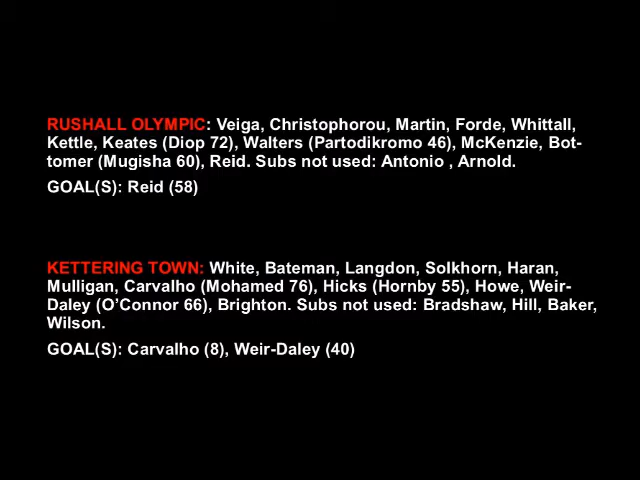 RUSHALL OLYMPIC: Veiga, Christophorou, Martin, Forde, Whittall,
Kettle, Keates (Diop 72), Walters (Partodikromo 46), McKenzie, Bot-
tomer (Mugisha 60), Reid. Subs not used: Antonio , Arnold.
GOAL(S): Reid (58)
KETTERING TOWN: White, Bateman, Langdon, Solkhorn, Haran,
Mulligan, Carvalho (Mohamed 76), Hicks (Hornby 55), Howe, Weir-
Daley (O’Connor 66), Brighton. Subs not used: Bradshaw, Hill, Baker,
Wilson.
GOAL(S): Carvalho (8), Weir-Daley (40)